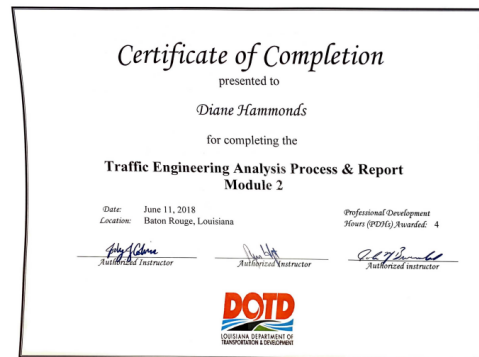 Certificate of Completion
presented to
Diane Hammonds
for completing the
Traffic Engineering Analysis Process & Report
Module 2
Date: June 11, 2018
Location: Baton Rouge, Louisiana
Professional Development
Hours (PDHs) Awarded: 4
Authorized Instructor
Authorized Instructor
Authorized instructor
DOTD
LOUISIANA DEPARTMENT OF
TRANSPORTATION & DEVELOPMENT